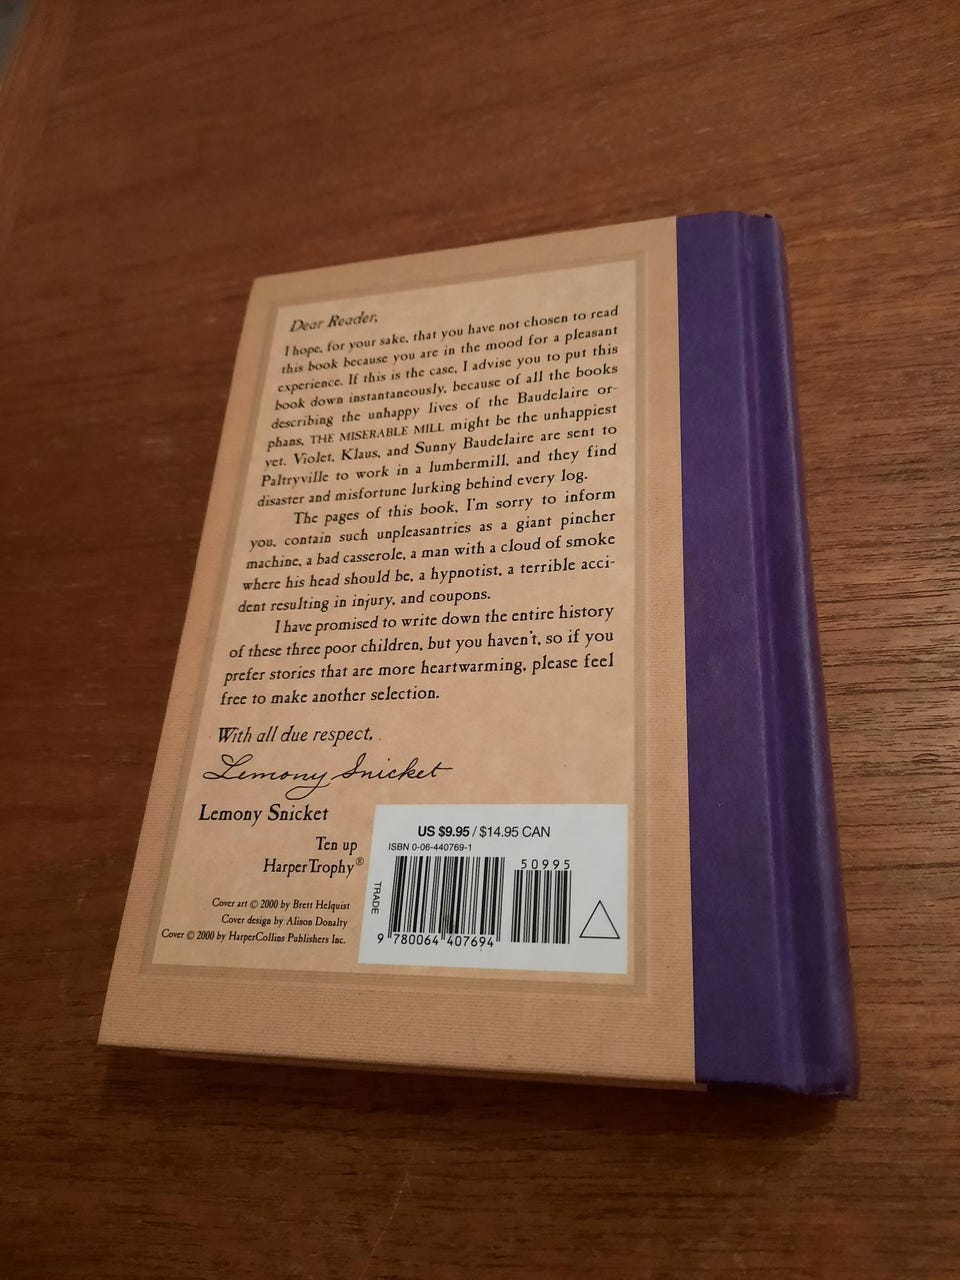 Dear Reader,
I hope, for your sake, that you have not chosen to read
this book because you are in the mood for a pleasant
experience. If this is the case, I advise you to put this
book down instantaneously, because of all the books
describing the unhappy lives of the Baudelaire or-
phans, THE MISERABLE MILL might be the unhappiest
yet. Violet, Klaus, and Sunny Baudelaire are sent to
Paltryville to work in a lumbermill, and they find
disaster and misfortune lurking behind every log.
The pages of this book, I'm sorry to inform
you, contain such unpleasantries as a giant pincher
machine, a bad casserole, a man with a cloud of smoke
where his head should be, a hypnotist, a terrible acci-
dent resulting in injury, and coupons.
I have promised to write down the entire history
of these three poor children, but you haven't, so if you
prefer stories that are more heartwarming, please feel
free to make another selection.
With all due respect,
Lemony Snicket
Lemony Snicket
Ten up
HarperTrophy®
Cover art © 2000 by Brett Helquist
Cover design by Alison Donalty
Cover © 2000 by HarperCollins Publishers Inc.
US $9.95 / $14.95 CAN
ISBN 0-06-440769-1
50995
TRADE
9 780064 407694